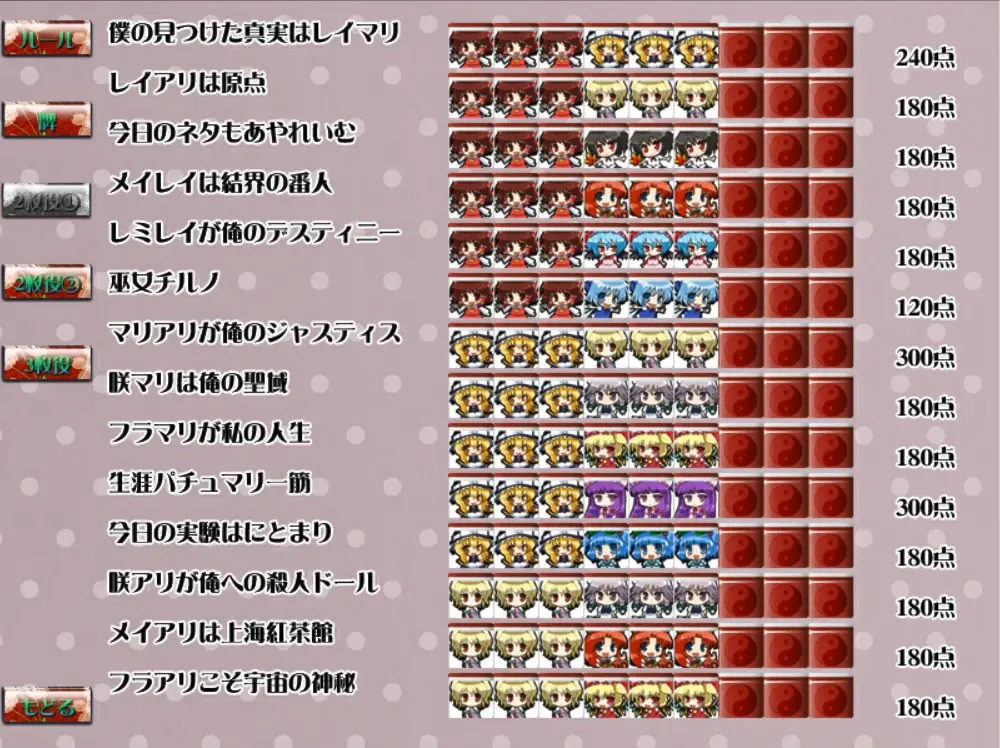 ルール
牌
2枚役①
2枚役②
3枚役
もどる
僕の見つけた真実はレイマリ 240点
レイアリは原点 180点
今日のネタもあやれいむ 180点
メイレイは結界の番人 180点
レミレイが俺のデスティニー 180点
巫女チルノ 120点
マリアリが俺のジャスティス 300点
咲マリは俺の聖域 180点
フラマリが私の人生 180点
生涯パチュマリ一筋 300点
今日の実験はにとまり 180点
咲アリが俺への殺人ドール 180点
メイアリは上海紅茶館 180点
フラアリこそ宇宙の神秘 180点